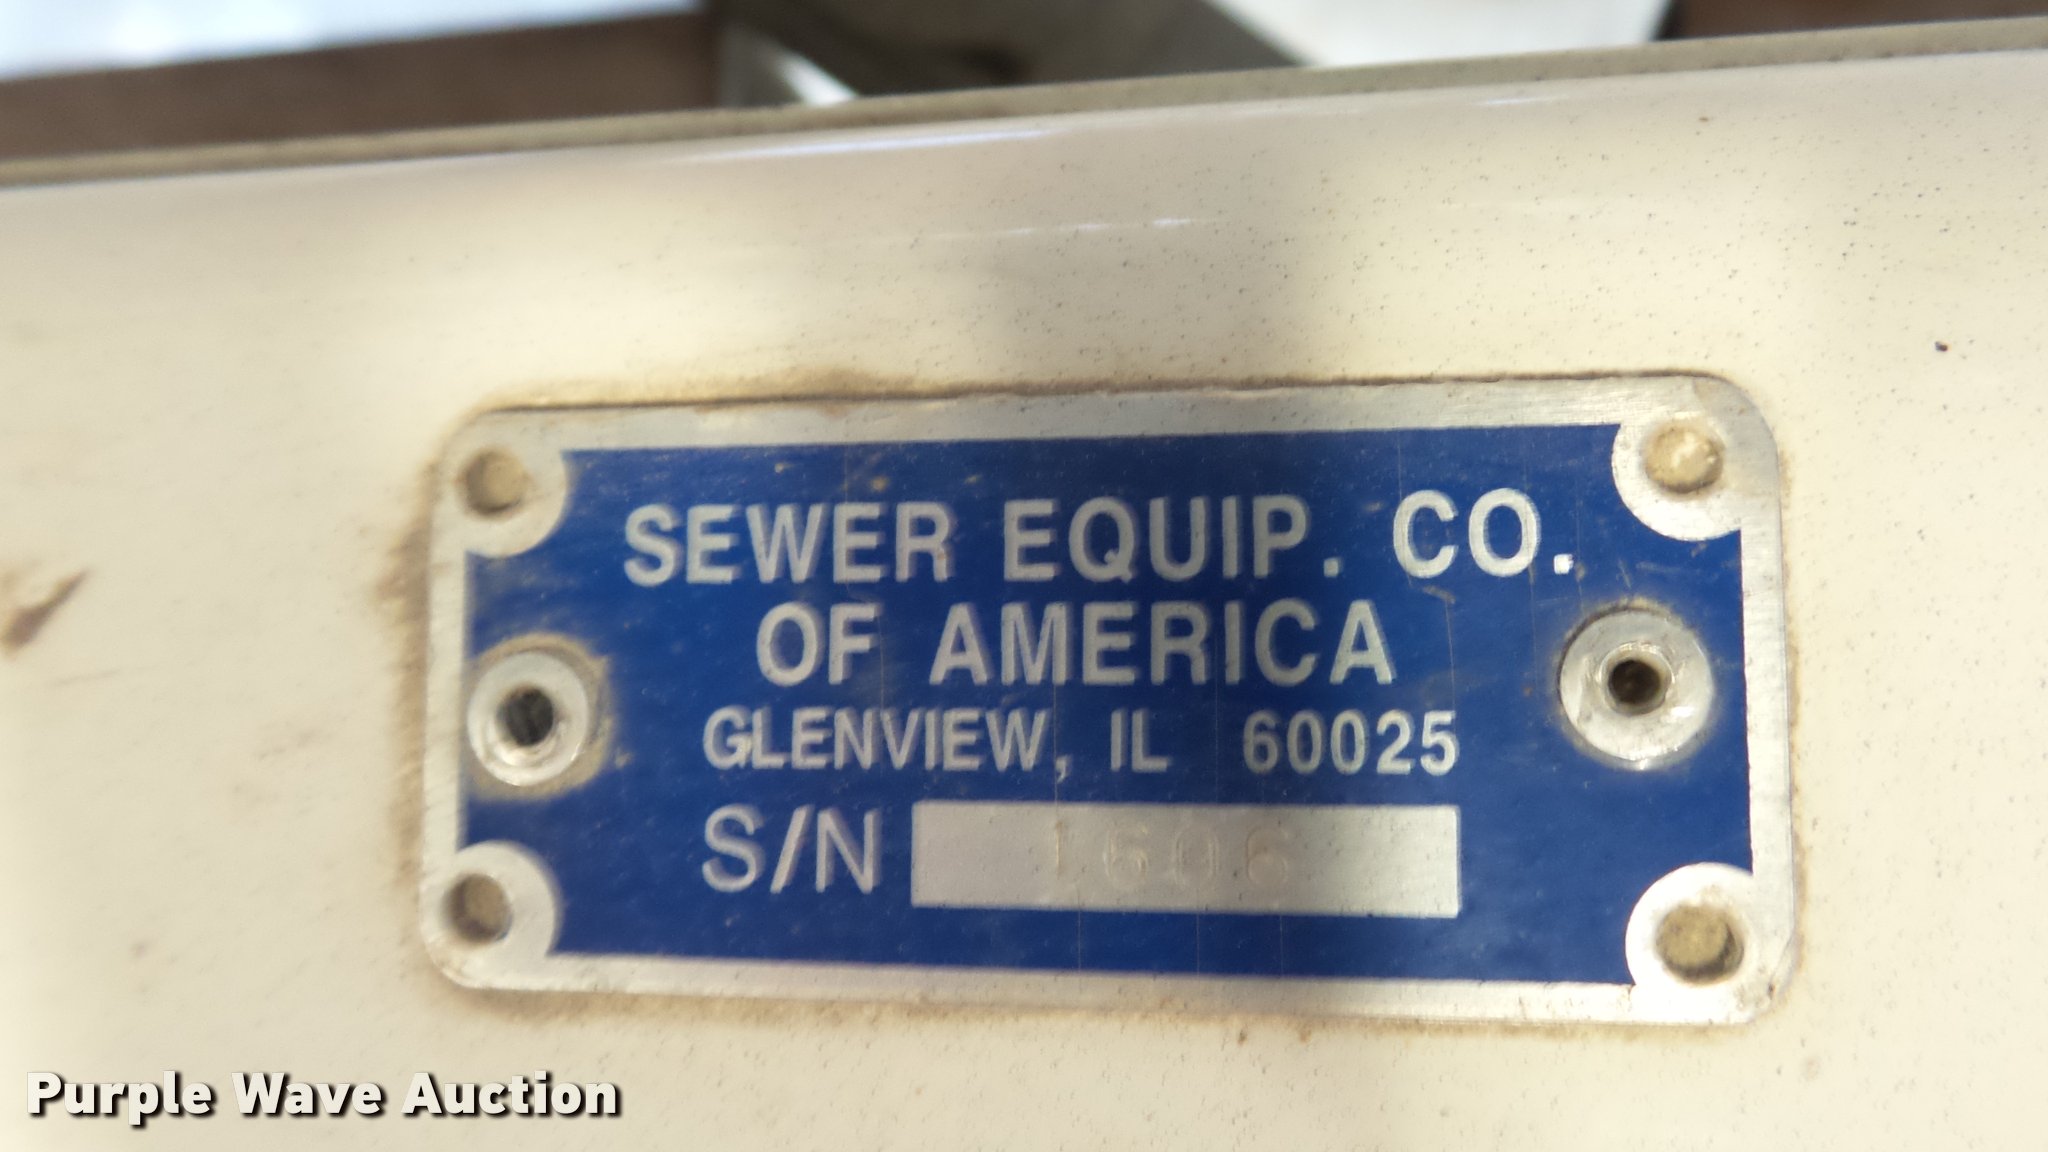 SEWER EQUIP. CO.
OF AMERICA
GLENVIEW, IL 60025
S/N 1606
Purple Wave Auction